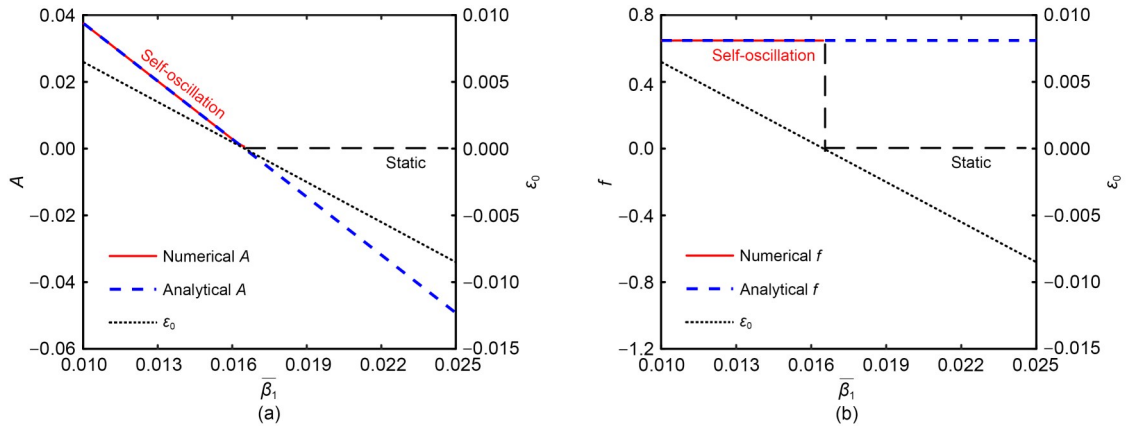 0.04
0.02
0.00
−0.02
−0.04
−0.06
A
0.010
0.005
0.000
−0.005
−0.010
−0.015
ε₀
Self-oscillation
Static
Numerical A
Analytical A
ε₀
0.010 0.013 0.016 0.019 0.022 0.025
β̅₁
(a)
0.8
0.4
0.0
−0.4
−0.8
−1.2
f
0.010
0.005
0.000
−0.005
−0.010
−0.015
ε₀
Self-oscillation
Static
Numerical f
Analytical f
ε₀
0.010 0.013 0.016 0.019 0.022 0.025
β̅₁
(b)